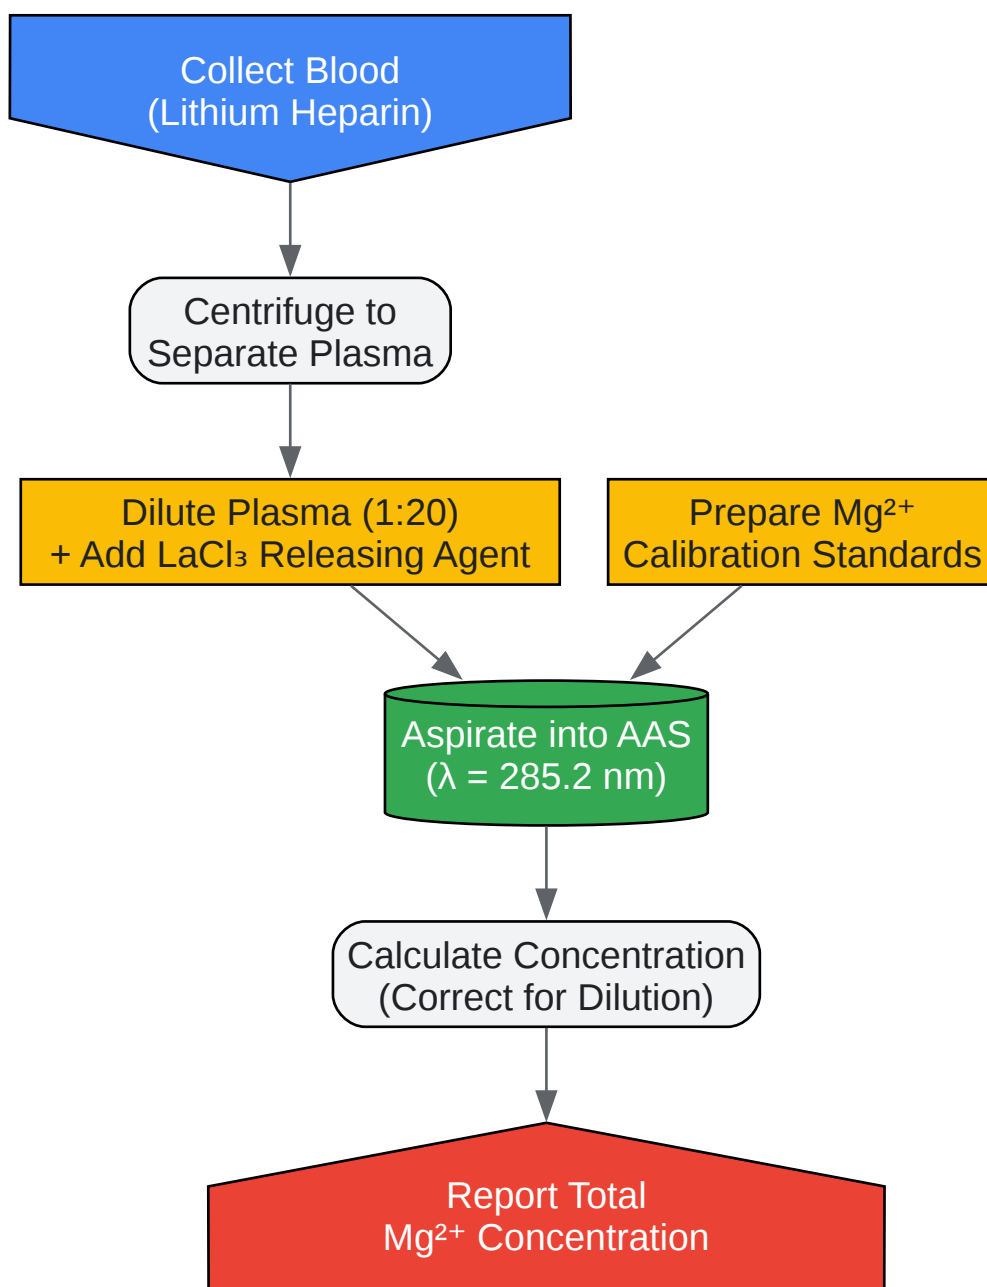 Collect Blood
(Lithium Heparin)
Centrifuge to
Separate Plasma
Dilute Plasma (1:20)
+ Add LaCl₃ Releasing Agent
Prepare Mg²⁺
Calibration Standards
Aspirate into AAS
(λ = 285.2 nm)
Calculate Concentration
(Correct for Dilution)
Report Total
Mg²⁺ Concentration